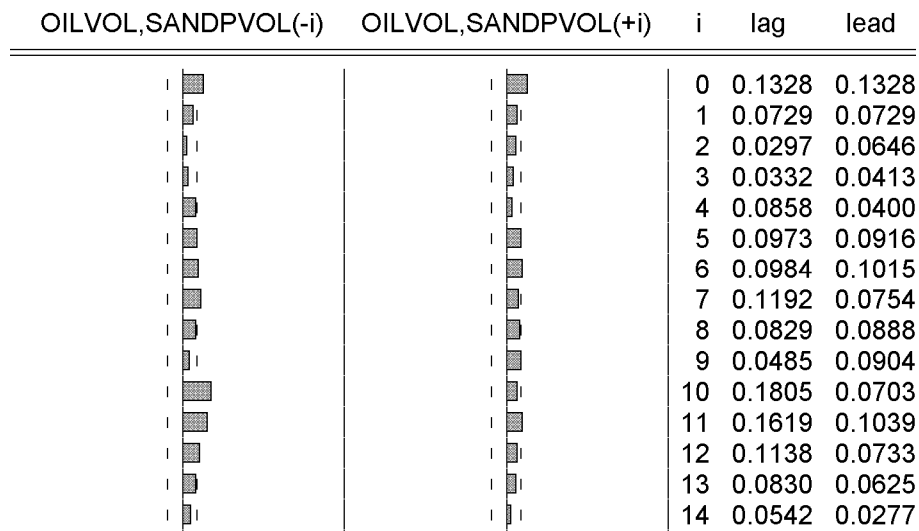 OILVOL,SANDPVOL(-i) OILVOL,SANDPVOL(+i) i lag lead
0 0.1328 0.1328
1 0.0729 0.0729
2 0.0297 0.0646
3 0.0332 0.0413
4 0.0858 0.0400
5 0.0973 0.0916
6 0.0984 0.1015
7 0.1192 0.0754
8 0.0829 0.0888
9 0.0485 0.0904
10 0.1805 0.0703
11 0.1619 0.1039
12 0.1138 0.0733
13 0.0830 0.0625
14 0.0542 0.0277